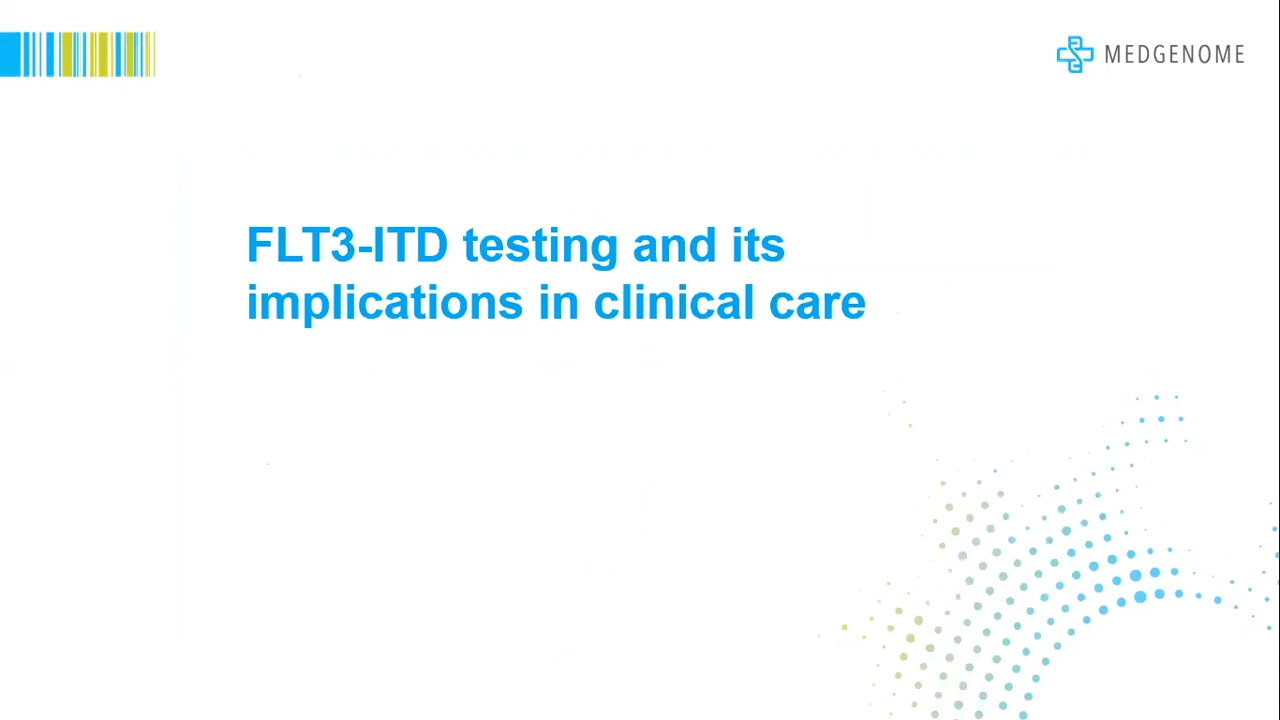 MEDGENOME
FLT3-ITD testing and its
implications in clinical care